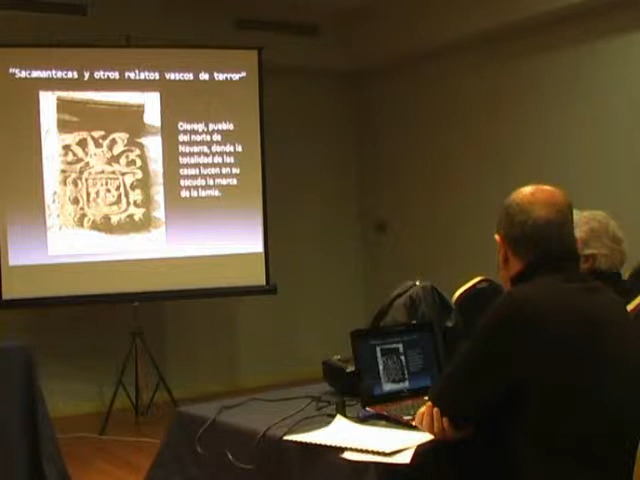 "Sacamantecas y otros relatos vascos de terror"
Oieregi, pueblo
del norte de
Navarra, donde la
totalidad de las
casas lucen en su
escudo la marca
de la lamia.